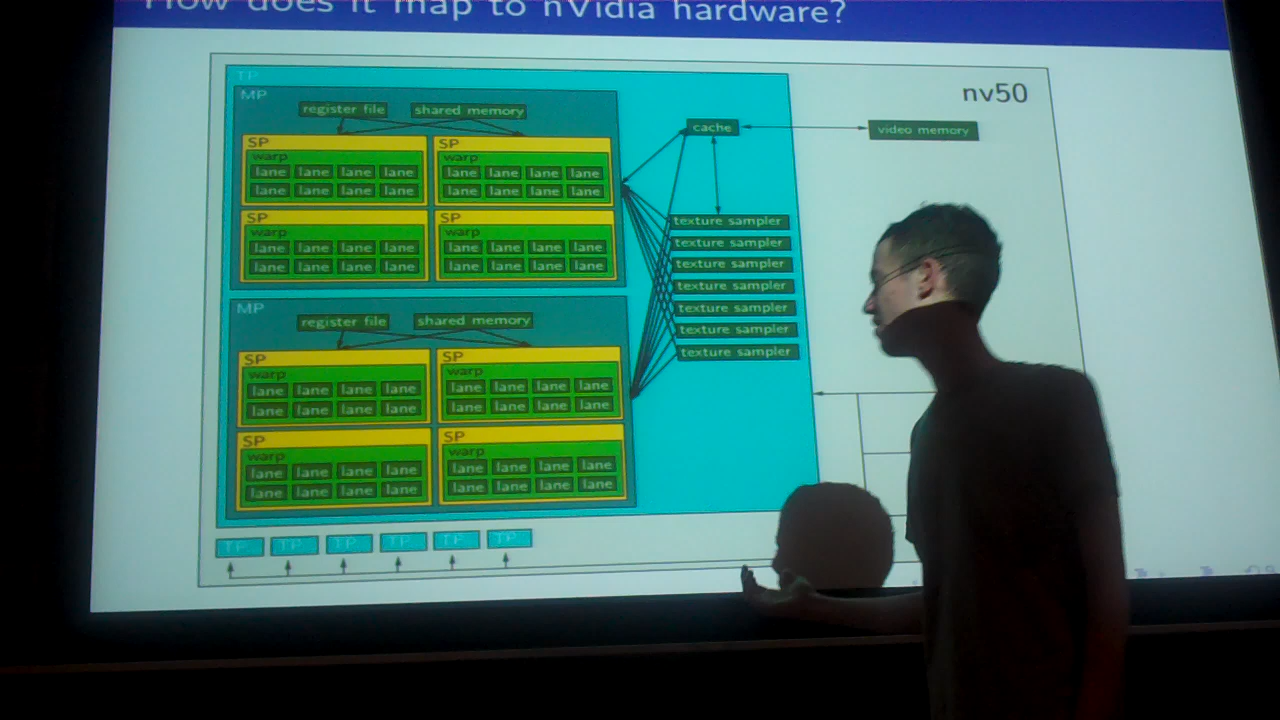 How does it map to nVidia hardware?
nv50
TP
MP
register file shared memory
SP SP
warp warp
lane lane lane lane lane lane lane lane
lane lane lane lane lane lane lane lane
SP SP
warp warp
lane lane lane lane lane lane lane lane
lane lane lane lane lane lane lane lane
MP
register file shared memory
SP SP
warp warp
lane lane lane lane lane lane lane lane
lane lane lane lane lane lane lane lane
SP SP
warp warp
lane lane lane lane lane lane lane lane
lane lane lane lane lane lane lane lane
cache video memory
texture sampler
texture sampler
texture sampler
texture sampler
texture sampler
texture sampler
texture sampler
TP TP TP TP TP TP